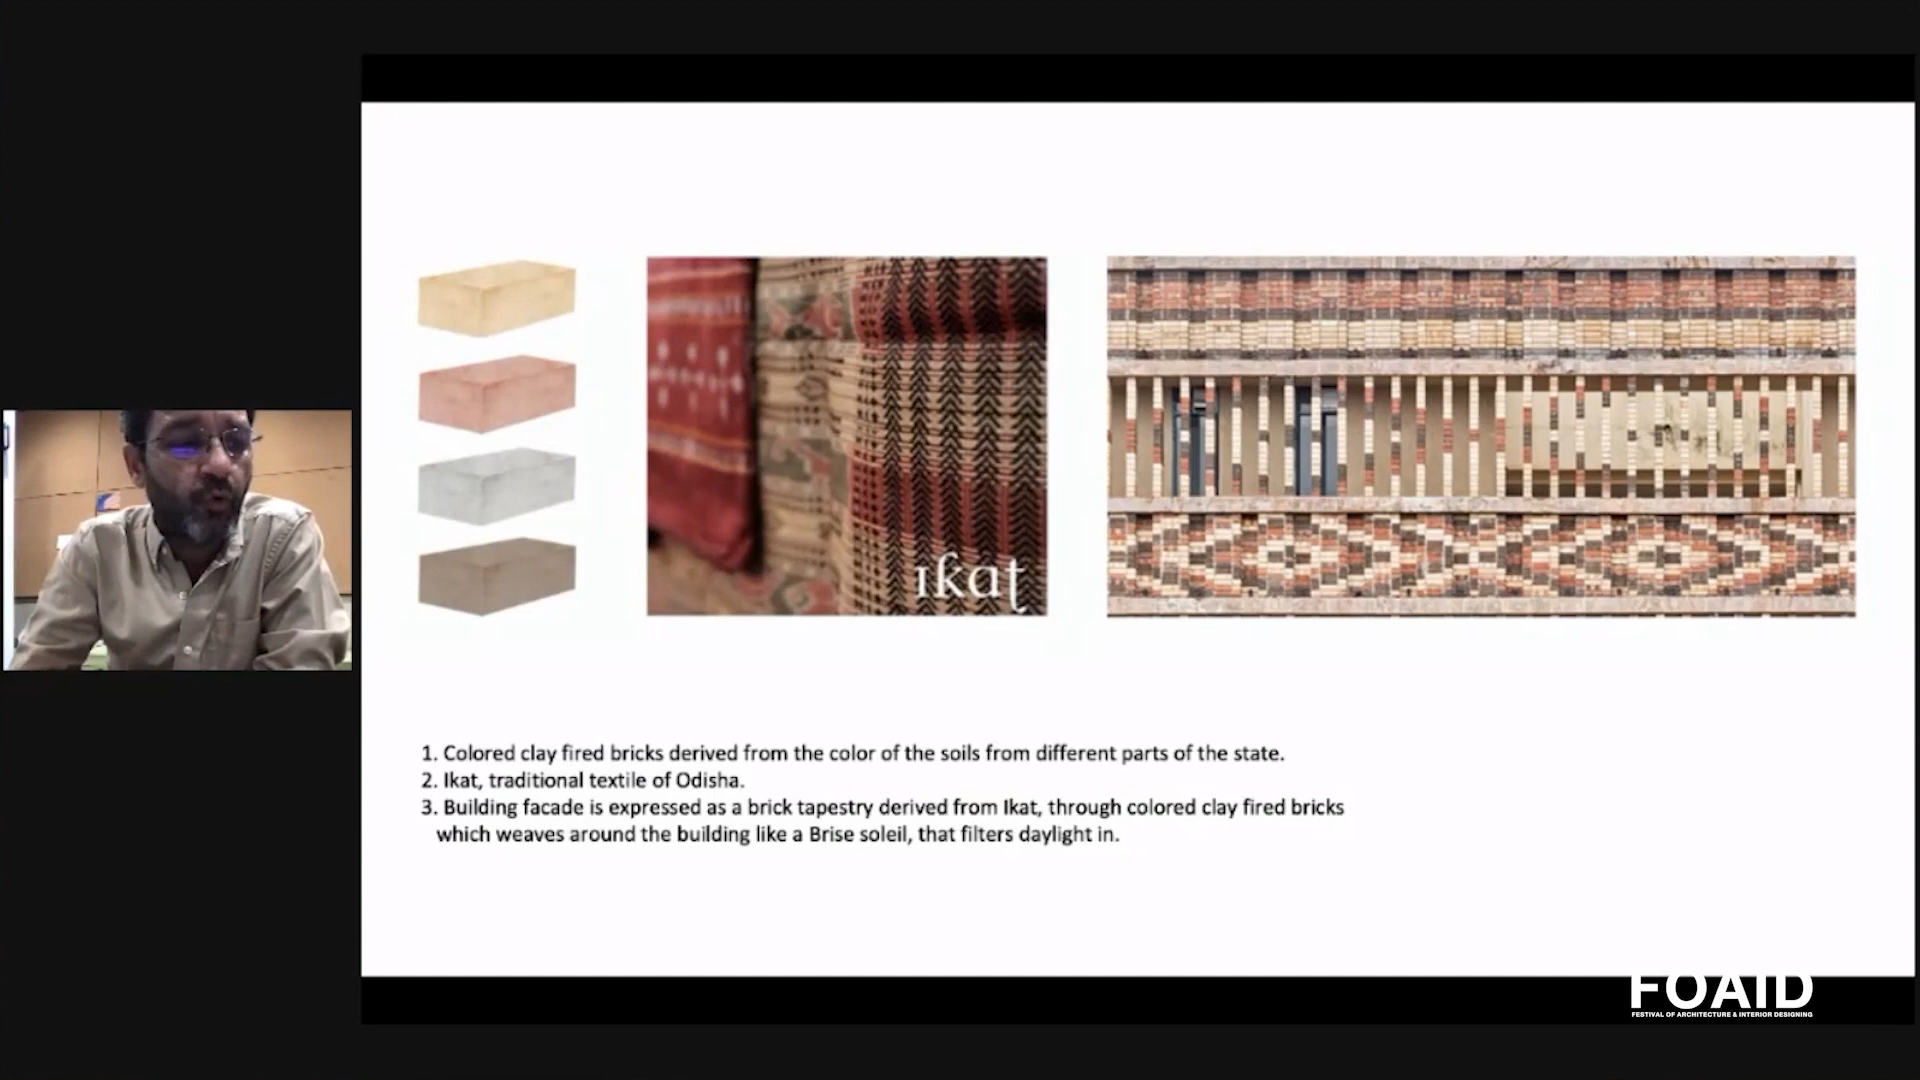 ikat
1. Colored clay fired bricks derived from the color of the soils from different parts of the state.
2. Ikat, traditional textile of Odisha.
3. Building facade is expressed as a brick tapestry derived from Ikat, through colored clay fired bricks
which weaves around the building like a Brise soleil, that filters daylight in.
FOAID
FESTIVAL OF ARCHITECTURE & INTERIOR DESIGNING